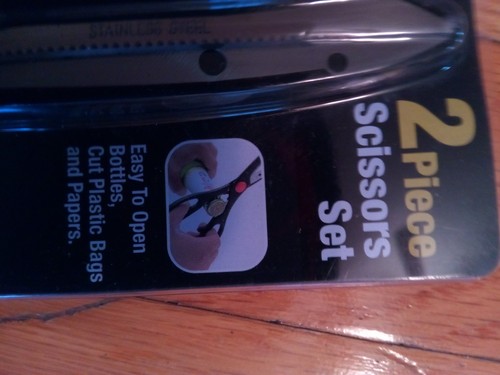 STAINLESS STEEL
2 Piece
Scissors
Set
Easy To Open
Bottles,
Cut Plastic Bags
and Papers.